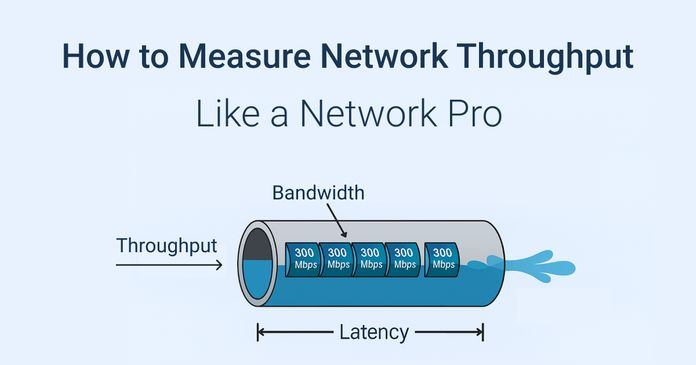 How to Measure Network Throughput
Like a Network Pro
Bandwidth
Throughput
300 Mbps
300 Mbps
300 Mbps
300 Mbps
300 Mbps
Latency